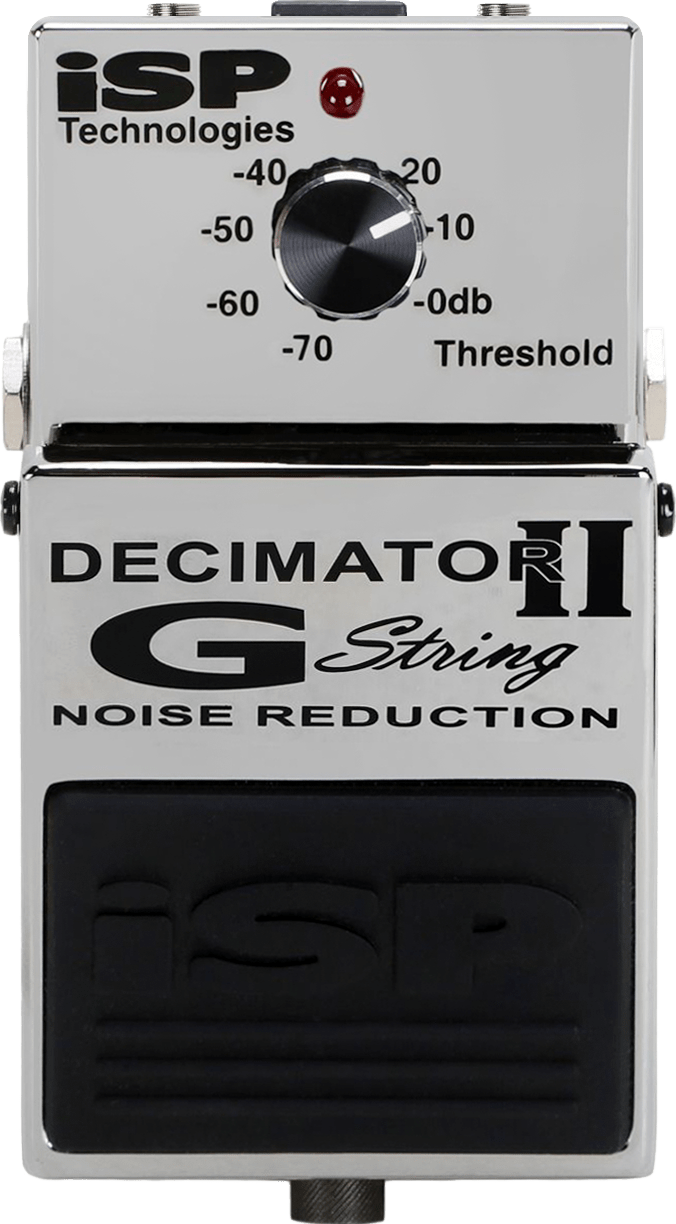 iSP
Technologies
-40 20
-50 -10
-60 -0db
-70
Threshold
DECIMATOR II
G String
NOISE REDUCTION
iSP